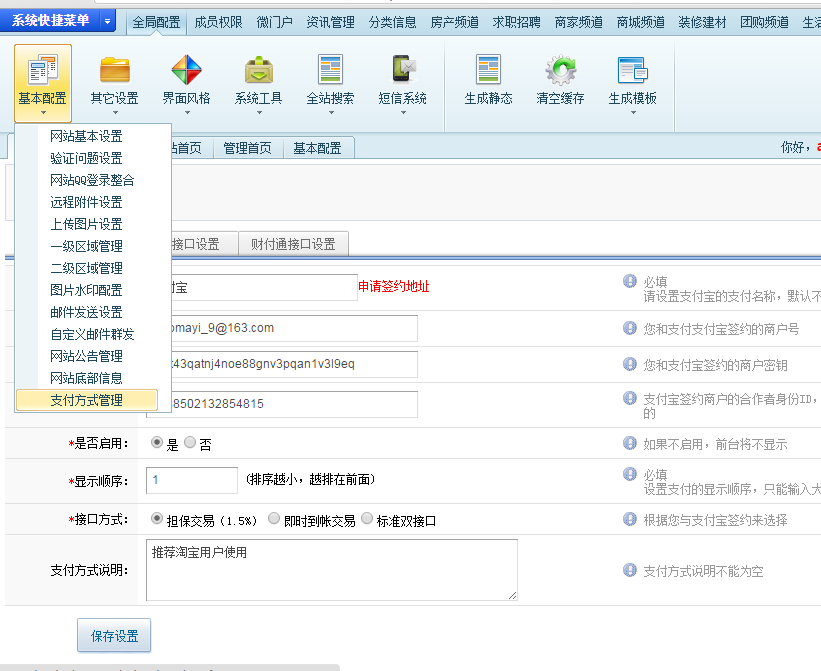 系统快捷菜单 全局配置 成员权限 微门户 资讯管理 分类信息 房产频道 求职招聘 商家频道 商城频道 装修建材 团购频道
基本配置 其它设置 界面风格 系统工具 全站搜索 短信系统 生成静态 清空缓存 生成模板
站首页 管理首页 基本配置 你好，
网站基本设置
验证问题设置
网站QQ登录整合
远程附件设置
上传图片设置
一级区域管理
二级区域管理
图片水印配置
邮件发送设置
自定义邮件群发
网站公告管理
网站底部信息
支付方式管理
接口设置 财付通接口设置
宝 申请签约地址 必填
请设置支付宝的支付名称，默认不
omayi_9@163.com 您和支付支付宝签约的商户号
t43qatnj4noe88gnv3pqan1v3l9eq 您和支付宝签约的商户密钥
8502132854815 支付宝签约商户的合作者身份ID，
的
*是否启用： 是 否 如果不启用，前台将不显示
*显示顺序： 1 (排序越小，越排在前面) 必填
设置支付的显示顺序，只能输入大
*接口方式： 担保交易（1.5%） 即时到帐交易 标准双接口 根据您与支付宝签约来选择
支付方式说明： 推荐淘宝用户使用 支付方式说明不能为空
保存设置